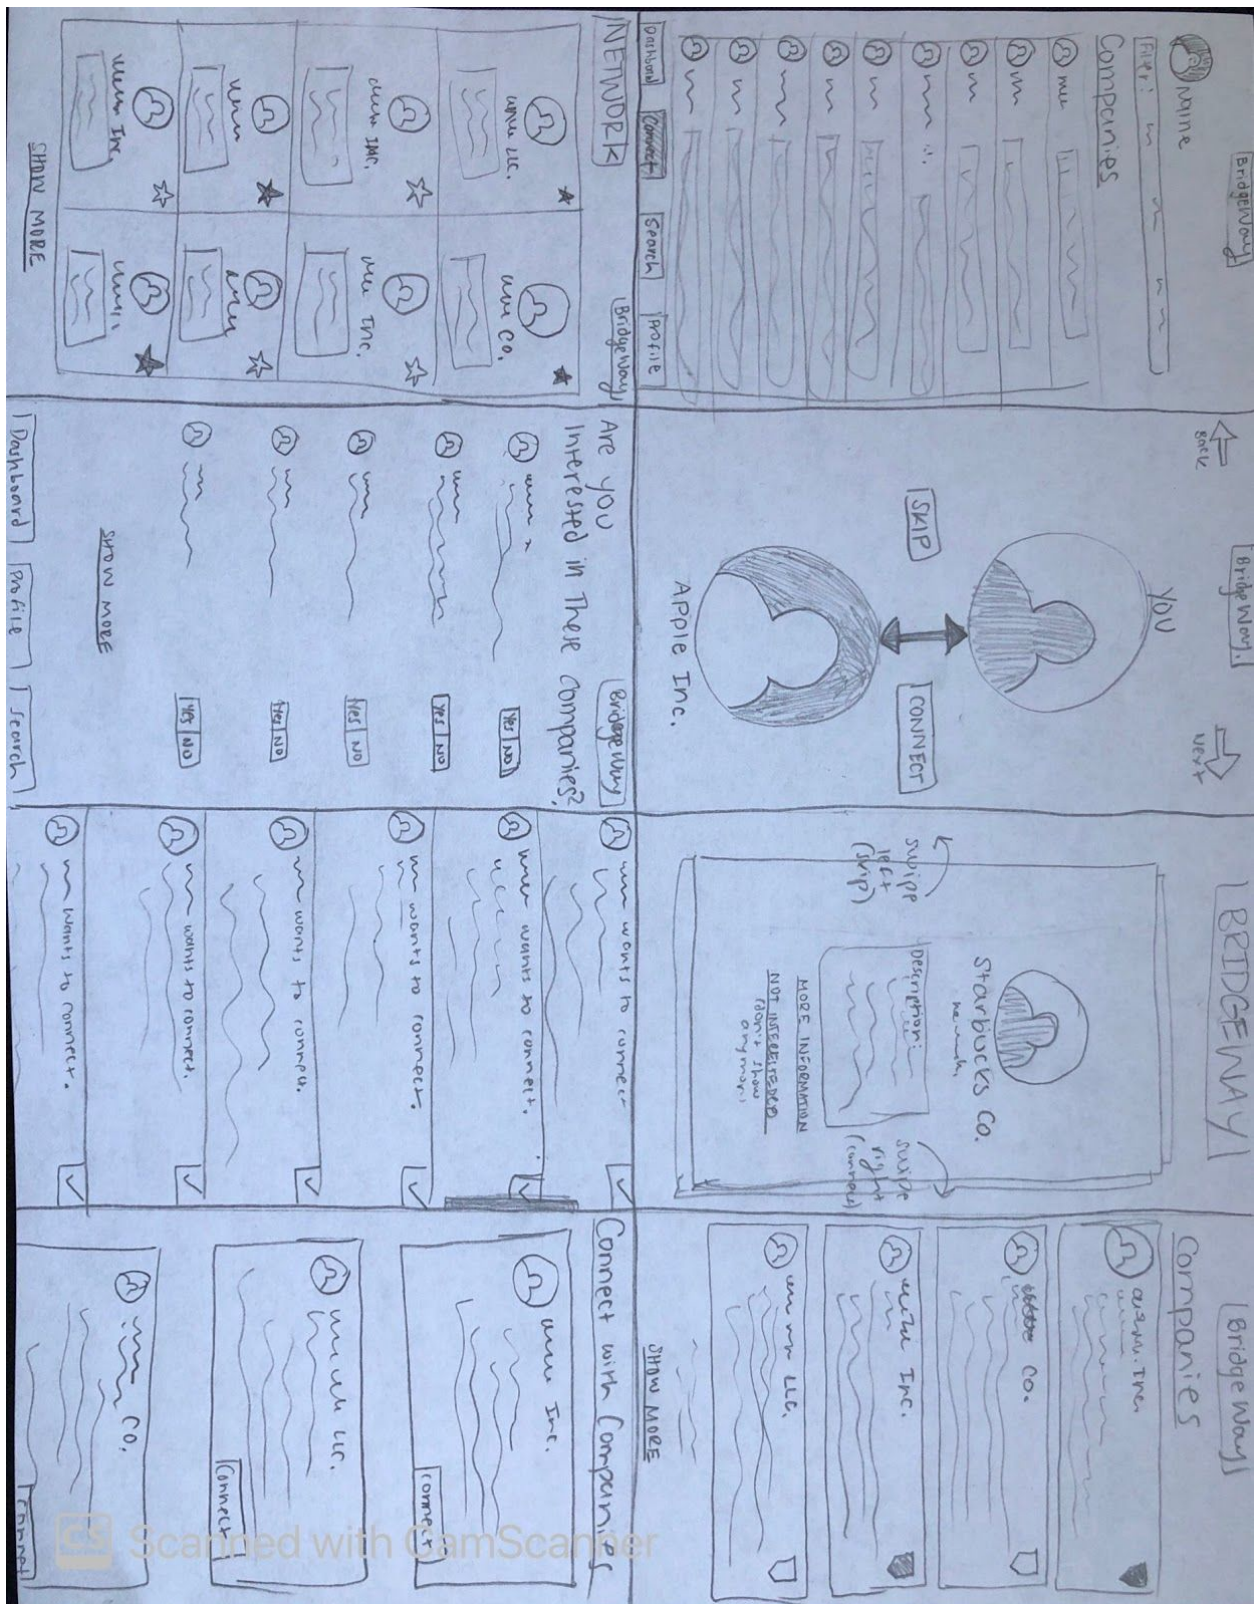 BridgeWay
Name
Filter:
Companies
Dashboard Connect Search Profile
Back
BridgeWay.
Next
YOU
SKIP
CONNECT
Apple Inc.
BRIDGEWAY
Starbucks Co.
Description:
MORE INFORMATION
NOT INTERESTED
(don't show
anymore)
swipe
left
(skip)
swipe
right
(connect)
BridgeWay
Companies
Inc.
Co.
Inc.
LLC.
SHOW MORE
NETWORK
BridgeWay
LLC.
Co.
Inc.
Inc.
Inc.
SHOW MORE
BridgeWay
Are you
Interested in These companies?
Yes NO
Yes NO
Yes NO
Yes NO
Yes NO
SHOW MORE
Dashboard Profile Search
wants to connect
wants to connect.
wants to connect.
wants to connect.
wants to connect.
wants to connect.
Connect with Companies
Inc.
connect
LLC.
Connect
Co.
Connect
CS Scanned with CamScanner